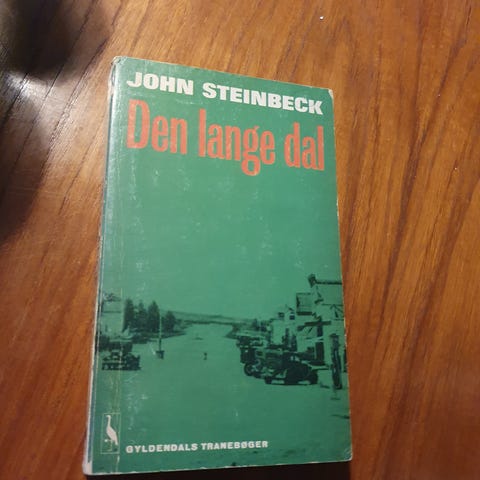 JOHN STEINBECK
Den lange dal
GYLDENDALS TRANEBØGER